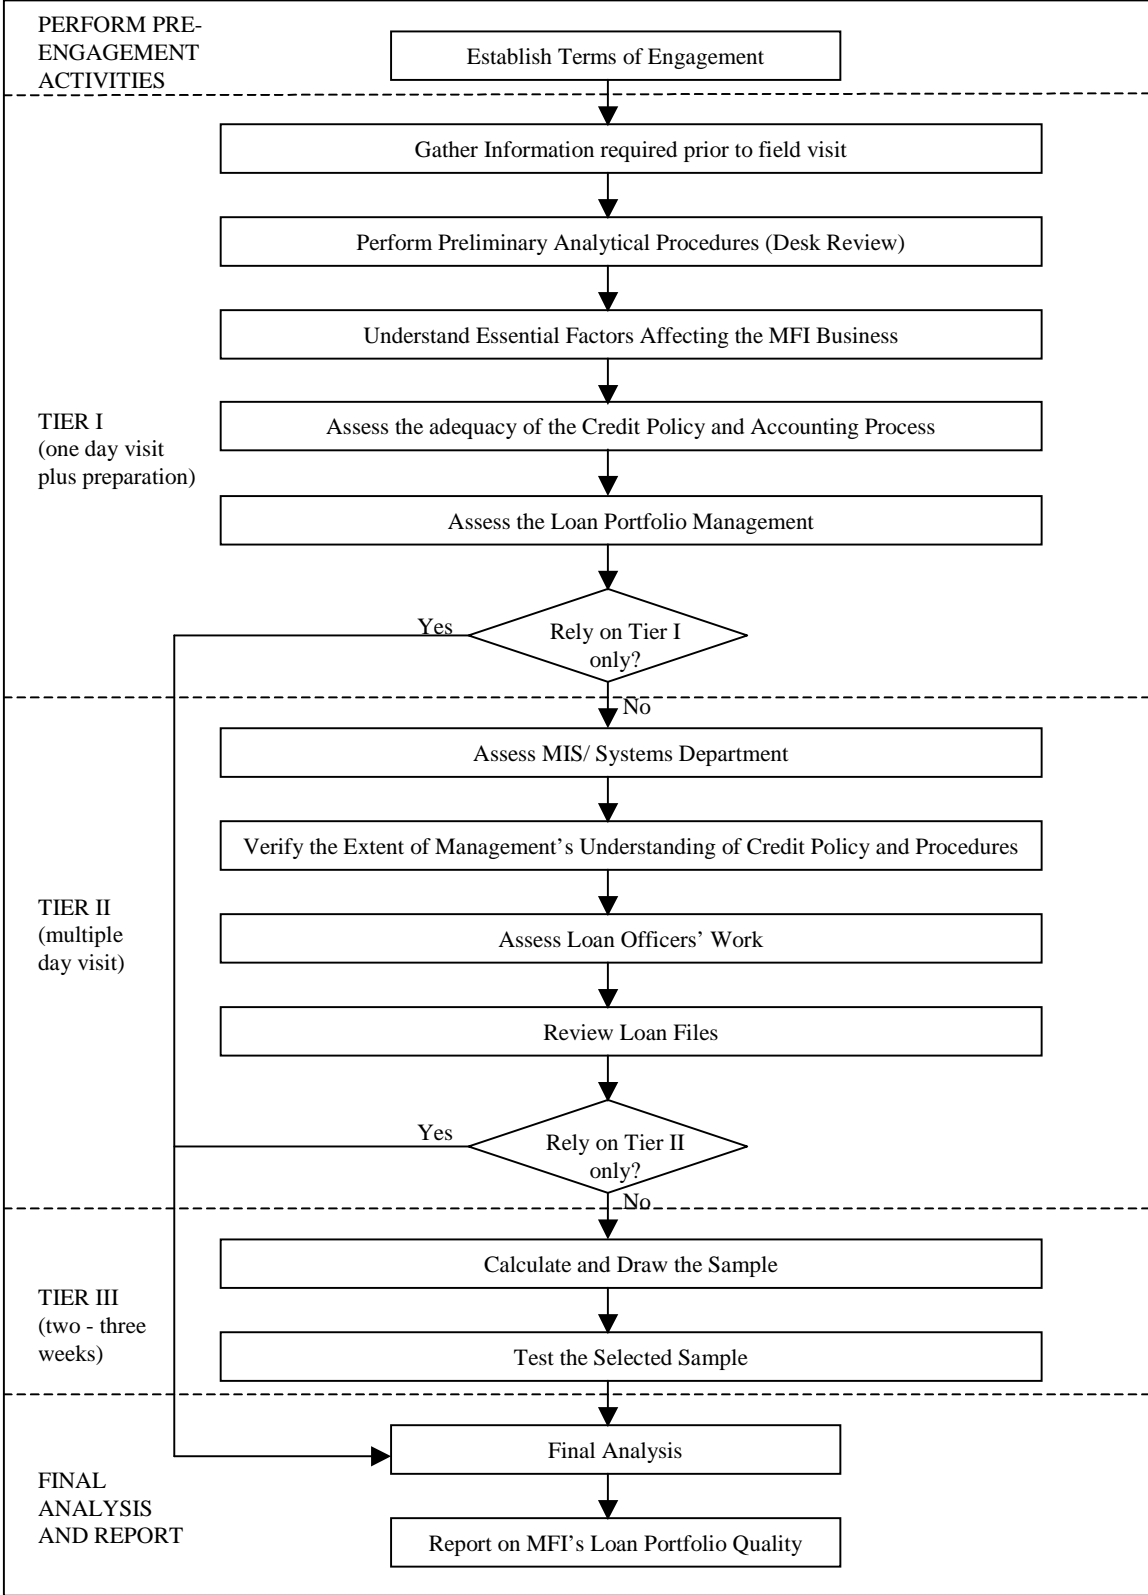 PERFORM PRE-
ENGAGEMENT
ACTIVITIES
Establish Terms of Engagement
Gather Information required prior to field visit
Perform Preliminary Analytical Procedures (Desk Review)
Understand Essential Factors Affecting the MFI Business
TIER I
(one day visit
plus preparation)
Assess the adequacy of the Credit Policy and Accounting Process
Assess the Loan Portfolio Management
Yes
Rely on Tier I
only?
No
Assess MIS/ Systems Department
Verify the Extent of Management’s Understanding of Credit Policy and Procedures
TIER II
(multiple
day visit)
Assess Loan Officers’ Work
Review Loan Files
Yes
Rely on Tier II
only?
No
Calculate and Draw the Sample
TIER III
(two - three
weeks)
Test the Selected Sample
Final Analysis
FINAL
ANALYSIS
AND REPORT
Report on MFI’s Loan Portfolio Quality